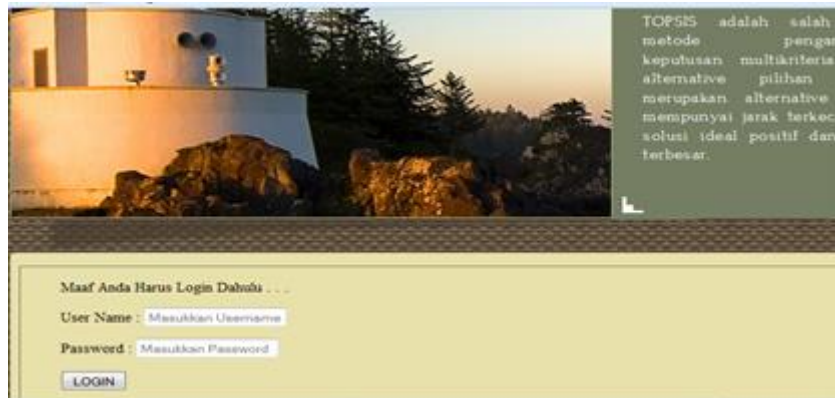 TOPSIS adalah salah
metode
keputusan multikriteria
alternative pilihan
merupakan alternative
mempunyai jarak
solusi ideal positif dan
terbesar.
Maaf Anda Harus Login Dahulu . . .
User Name : Masukkan Username
Password : Masukkan Password
LOGIN